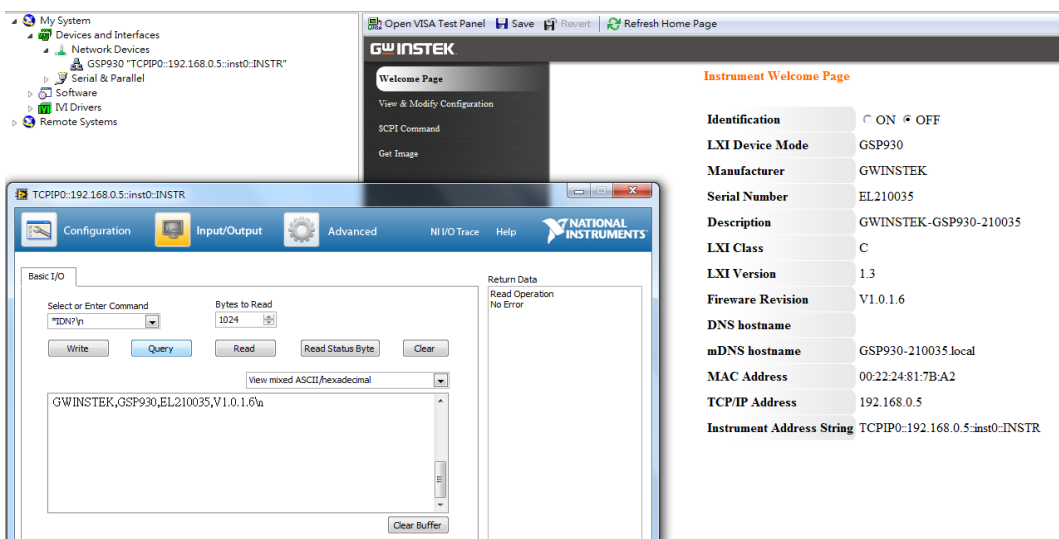 My System
Devices and Interfaces
Network Devices
GSP930 "TCPIP0::192.168.0.5::inst0::INSTR"
Serial & Parallel
Software
IVI Drivers
Remote Systems
Open VISA Test Panel Save Revert Refresh Home Page
GWINSTEK
Welcome Page
View & Modify Configuration
SCPI Command
Get Image
Instrument Welcome Page
Identification ON OFF
LXI Device Mode GSP930
Manufacturer GWINSTEK
Serial Number EL210035
Description GWINSTEK-GSP930-210035
LXI Class C
LXI Version 1.3
Fireware Revision V1.0.1.6
DNS hostname
mDNS hostname GSP930-210035.local
MAC Address 00:22:24:81:7B:A2
TCP/IP Address 192.168.0.5
Instrument Address String TCPIP0::192.168.0.5::inst0::INSTR
TCPIP0::192.168.0.5::inst0::INSTR
Configuration Input/Output Advanced NI I/O Trace Help NATIONAL INSTRUMENTS
Basic I/O
Select or Enter Command Bytes to Read
*IDN?\n 1024
Write Query Read Read Status Byte Clear
View mixed ASCII/hexadecimal
GWINSTEK,GSP930,EL210035,V1.0.1.6\n
Clear Buffer
Return Data
Read Operation
No Error